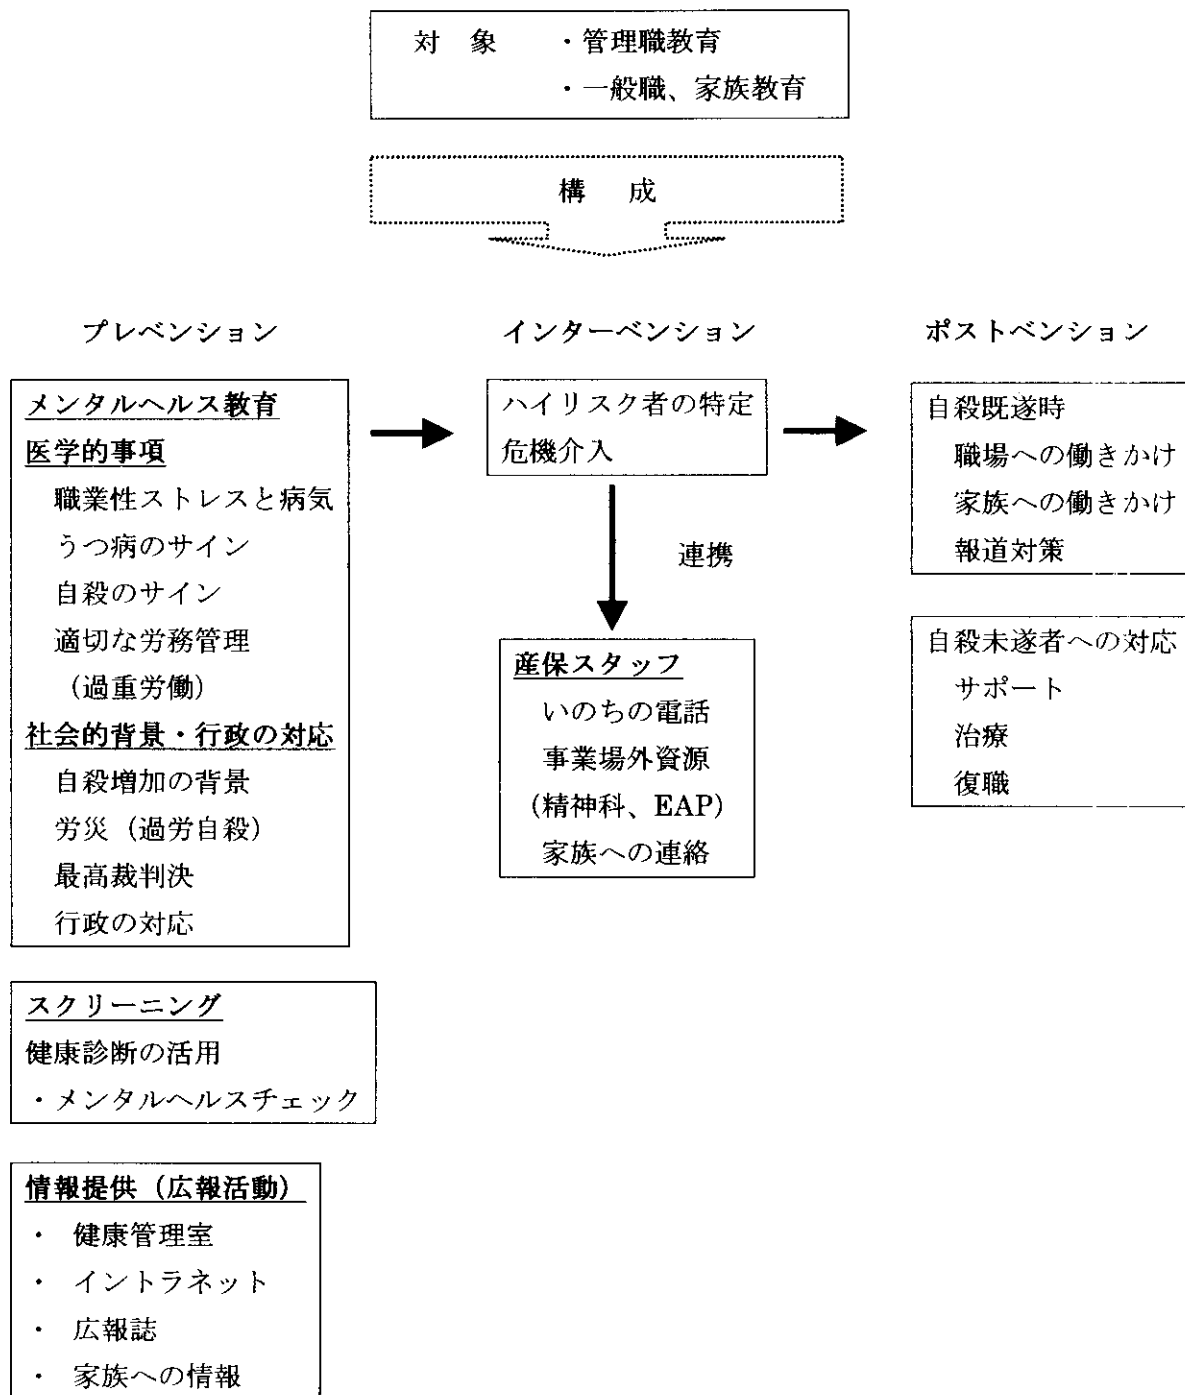 対 象 ・管理職教育
・一般職、家族教育
構 成
プレベンション
メンタルヘルス教育
医学的事項
職業性ストレスと病気
うつ病のサイン
自殺のサイン
適切な労務管理
（過重労働）
社会的背景・行政の対応
自殺増加の背景
労災（過労自殺）
最高裁判決
行政の対応
スクリーニング
健康診断の活用
・メンタルヘルスチェック
情報提供（広報活動）
・ 健康管理室
・ イントラネット
・ 広報誌
・ 家族への情報
インターベンション
ハイリスク者の特定
危機介入
連携
産保スタッフ
いのちの電話
事業場外資源
(精神科、EAP)
家族への連絡
ポストベンション
自殺既遂時
職場への働きかけ
家族への働きかけ
報道対策
自殺未遂者への対応
サポート
治療
復職